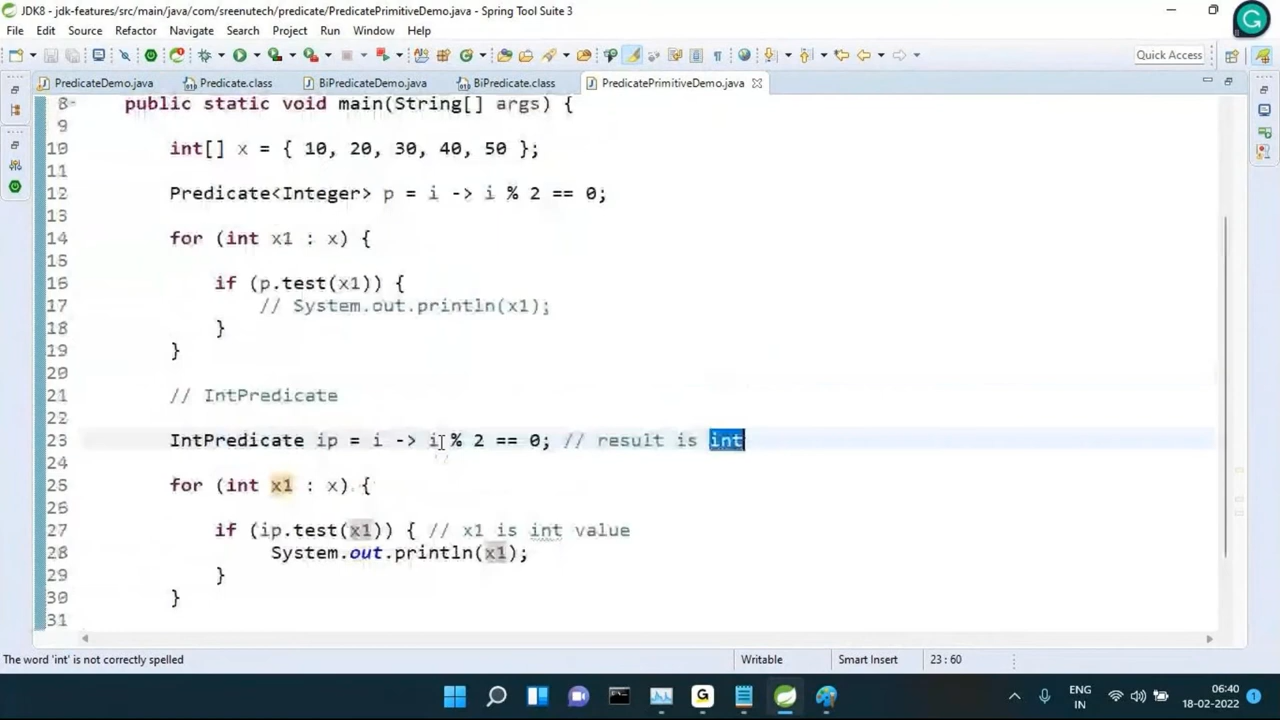 JDK8 - jdk-features/src/main/java/com/sreenutech/predicate/PredicatePrimitiveDemo.java - Spring Tool Suite 3
File Edit Source Refactor Navigate Search Project Run Window Help
Quick Access
PredicateDemo.java Predicate.class BiPredicateDemo.java BiPredicate.class PredicatePrimitiveDemo.java
8 public static void main(String[] args) {
9
10 int[] x = { 10, 20, 30, 40, 50 };
11
12 Predicate<Integer> p = i -> i % 2 == 0;
13
14 for (int x1 : x) {
15
16 if (p.test(x1)) {
17 // System.out.println(x1);
18 }
19 }
20
21 // IntPredicate
22
23 IntPredicate ip = i -> i % 2 == 0; // result is int
24
25 for (int x1 : x) {
26
27 if (ip.test(x1)) { // x1 is int value
28 System.out.println(x1);
29 }
30 }
31
The word 'int' is not correctly spelled Writable Smart Insert 23 : 60
ENG 06:40
IN 18-02-2022